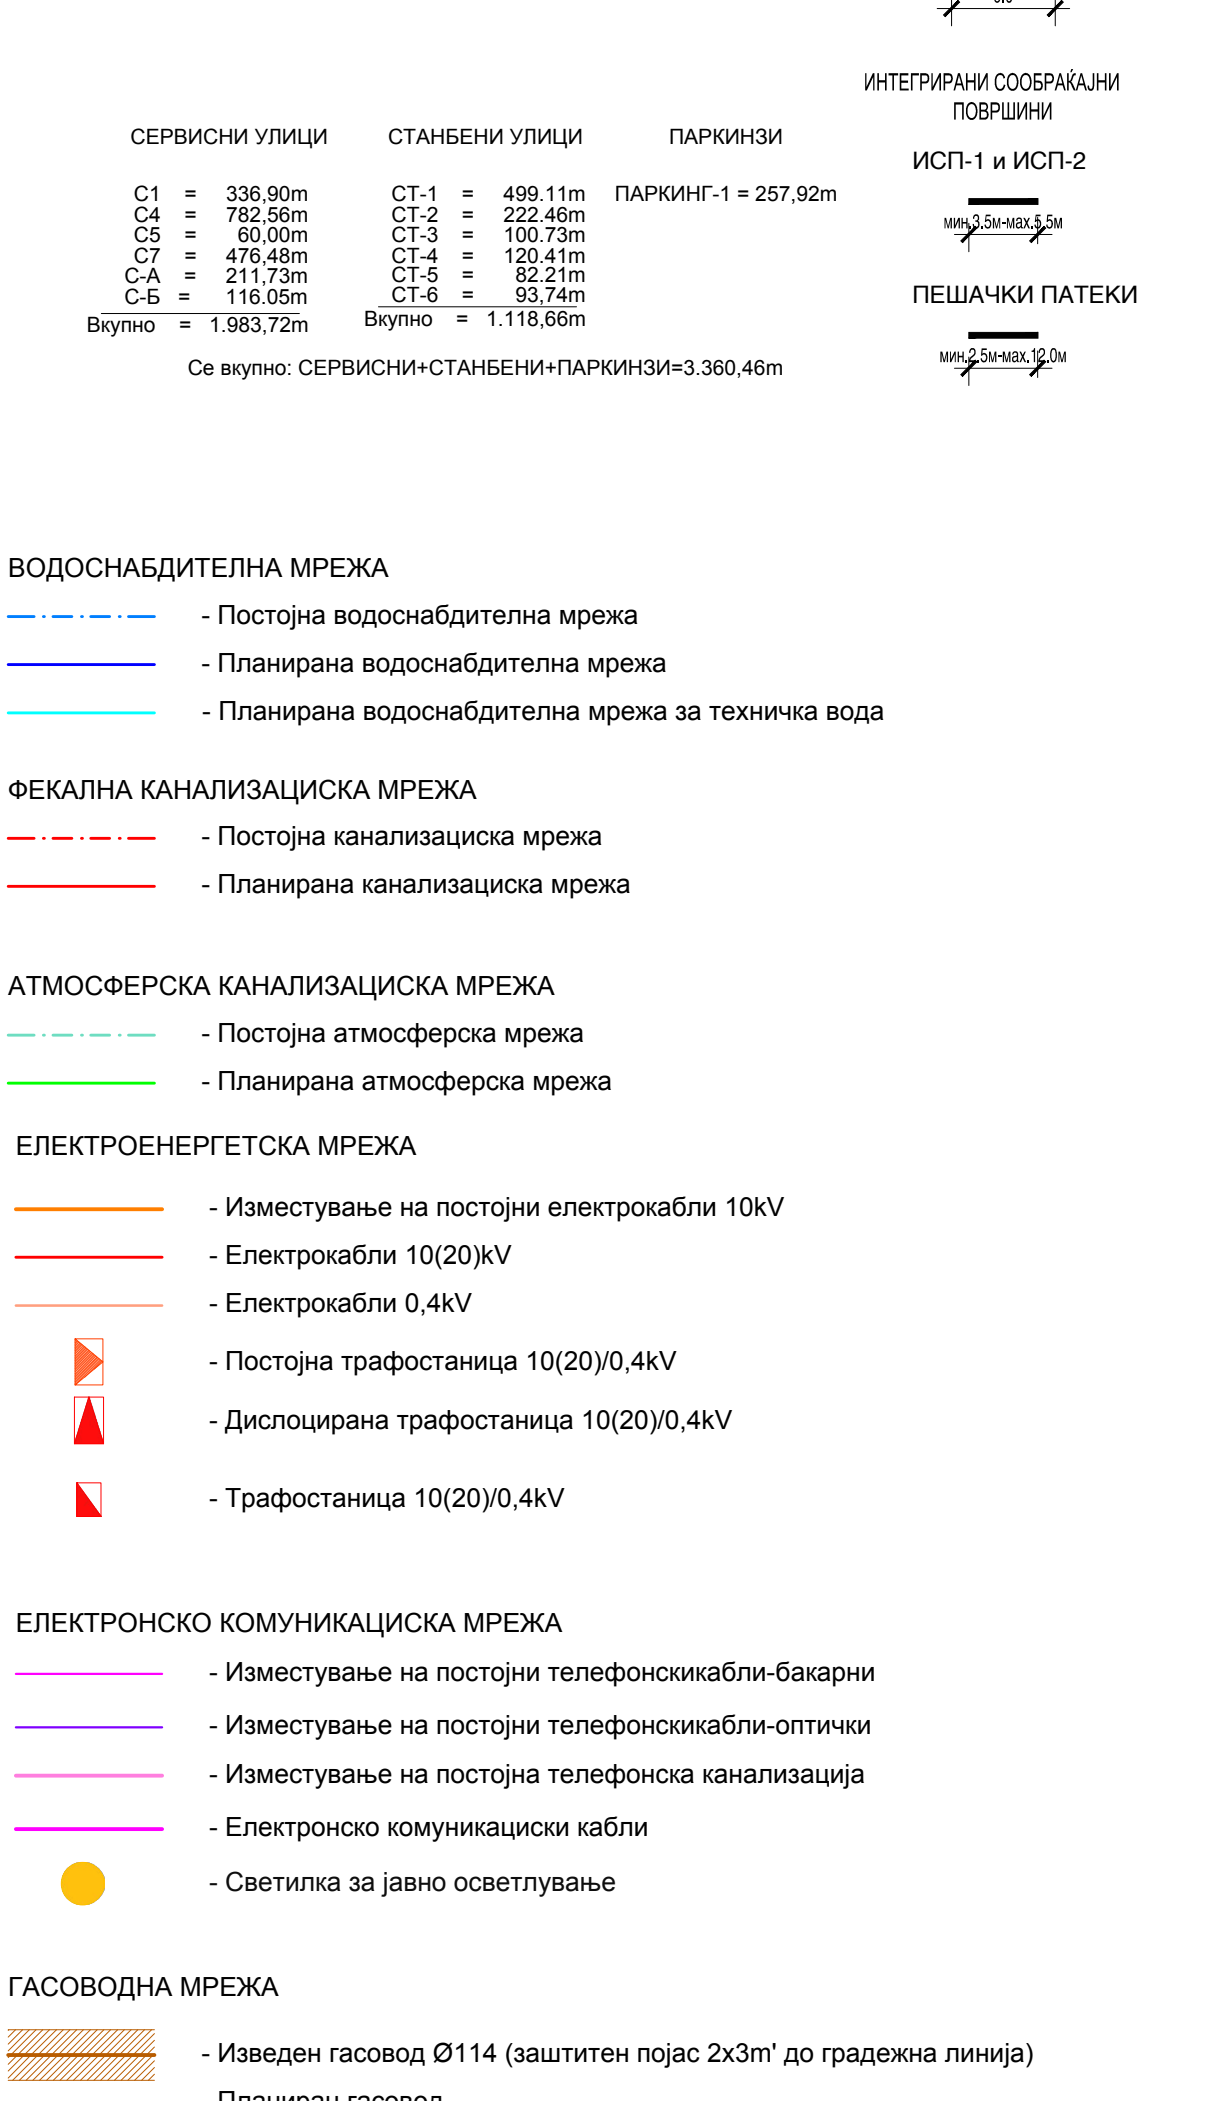 ИНТЕГРИРАНИ СООБРАЌАЈНИ
ПОВРШИНИ
ИСП-1 и ИСП-2
мин.3.5м-мах.5.5м
ПЕШАЧКИ ПАТЕКИ
мин.2.5м-мах.12.0м
СЕРВИСНИ УЛИЦИ СТАНБЕНИ УЛИЦИ ПАРКИНЗИ
С1 = 336,90m СТ-1 = 499.11m ПАРКИНГ-1 = 257,92m
С4 = 782,56m СТ-2 = 222.46m
С5 = 60,00m СТ-3 = 100.73m
С7 = 476,48m СТ-4 = 120.41m
С-А = 211,73m СТ-5 = 82.21m
С-Б = 116.05m СТ-6 = 93,74m
Вкупно = 1.983,72m Вкупно = 1.118,66m
Се вкупно: СЕРВИСНИ+СТАНБЕНИ+ПАРКИНЗИ=3.360,46m
ВОДОСНАБДИТЕЛНА МРЕЖА
- Постојна водоснабдителна мрежа
- Планирана водоснабдителна мрежа
- Планирана водоснабдителна мрежа за техничка вода
ФЕКАЛНА КАНАЛИЗАЦИСКА МРЕЖА
- Постојна канализациска мрежа
- Планирана канализациска мрежа
АТМОСФЕРСКА КАНАЛИЗАЦИСКА МРЕЖА
- Постојна атмосферска мрежа
- Планирана атмосферска мрежа
ЕЛЕКТРОЕНЕРГЕТСКА МРЕЖА
- Изместување на постојни електрокабли 10kV
- Електрокабли 10(20)kV
- Електрокабли 0,4kV
- Постојна трафостаница 10(20)/0,4kV
- Дислоцирана трафостаница 10(20)/0,4kV
- Трафостаница 10(20)/0,4kV
ЕЛЕКТРОНСКО КОМУНИКАЦИСКА МРЕЖА
- Изместување на постојни телефонскикабли-бакарни
- Изместување на постојни телефонскикабли-оптички
- Изместување на постојна телефонска канализација
- Електронско комуникациски кабли
- Светилка за јавно осветлување
ГАСОВОДНА МРЕЖА
- Изведен гасовод Ø114 (заштитен појас 2х3m' до градежна линија)
Планиран гасовод